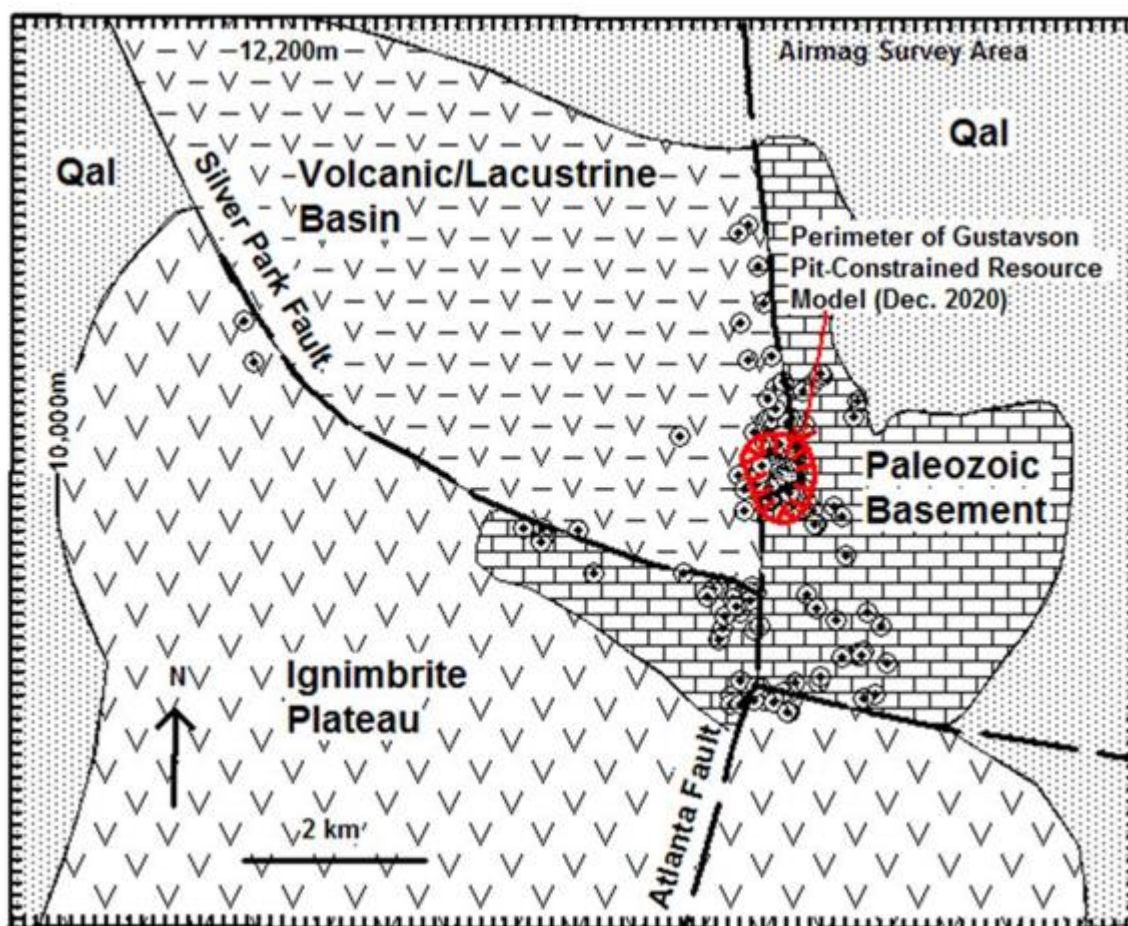 12,200m
Airmag Survey Area
Qal
Qal
Silver Park Fault
Volcanic/Lacustrine
Basin
Perimeter of Gustavson
Pit-Constrained Resource
Model (Dec. 2020)
10,000m
Paleozoic
Basement
N
Ignimbrite
Plateau
2 km
Atlanta Fault